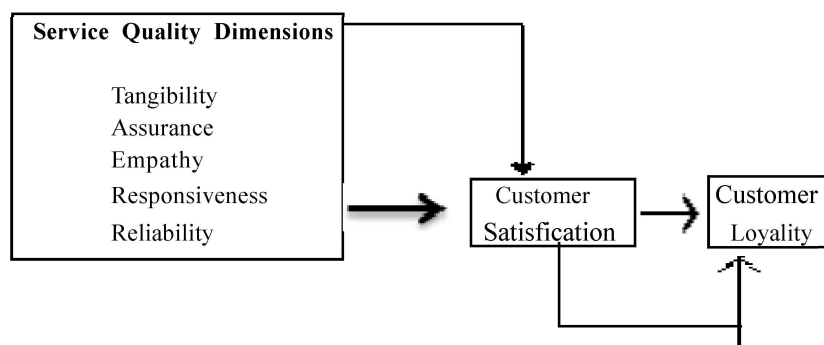 Service Quality Dimensions
Tangibility
Assurance
Empathy
Responsiveness
Reliability
Customer
Satisfication
Customer
Loyality